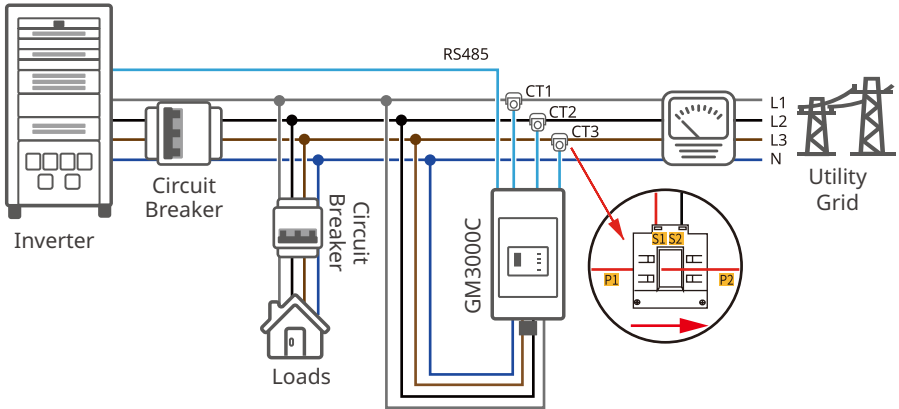 RS485
CT1
CT2
CT3
L1
L2
L3
N
Utility
Grid
Circuit
Breaker
Circuit
Breaker
Inverter
GM3000C
S1 S2
P1
P2
Loads